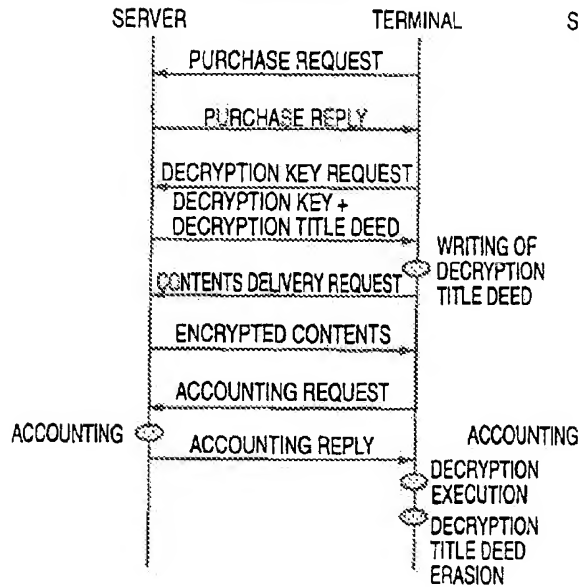 SERVER TERMINAL S
PURCHASE REQUEST
PURCHASE REPLY
DECRYPTION KEY REQUEST
DECRYPTION KEY +
DECRYPTION TITLE DEED
WRITING OF
DECRYPTION
TITLE DEED
CONTENTS DELIVERY REQUEST
ENCRYPTED CONTENTS
ACCOUNTING REQUEST
ACCOUNTING
ACCOUNTING REPLY
ACCOUNTING
DECRYPTION
EXECUTION
DECRYPTION
TITLE DEED
ERASION